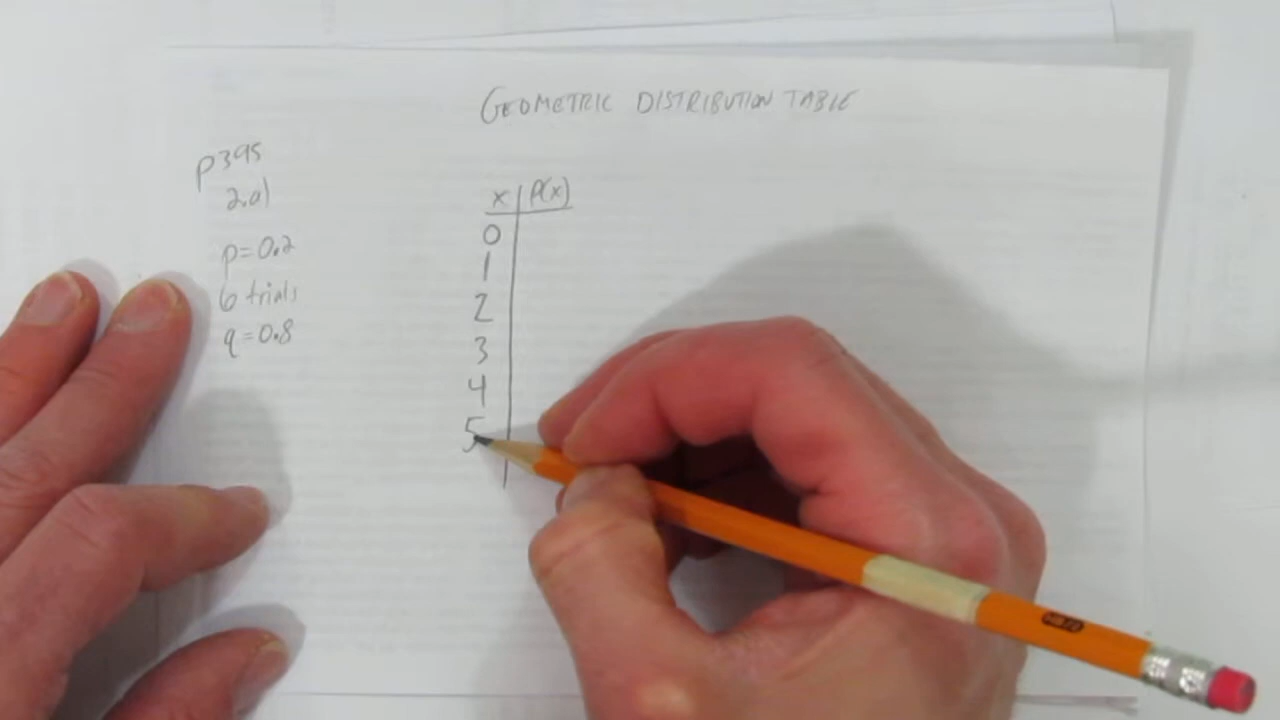 GEOMETRIC DISTRIBUTION TABLE
p395
2.a)
p=0.2
6 trials
q=0.8
x P(x)
0
1
2
3
4
5